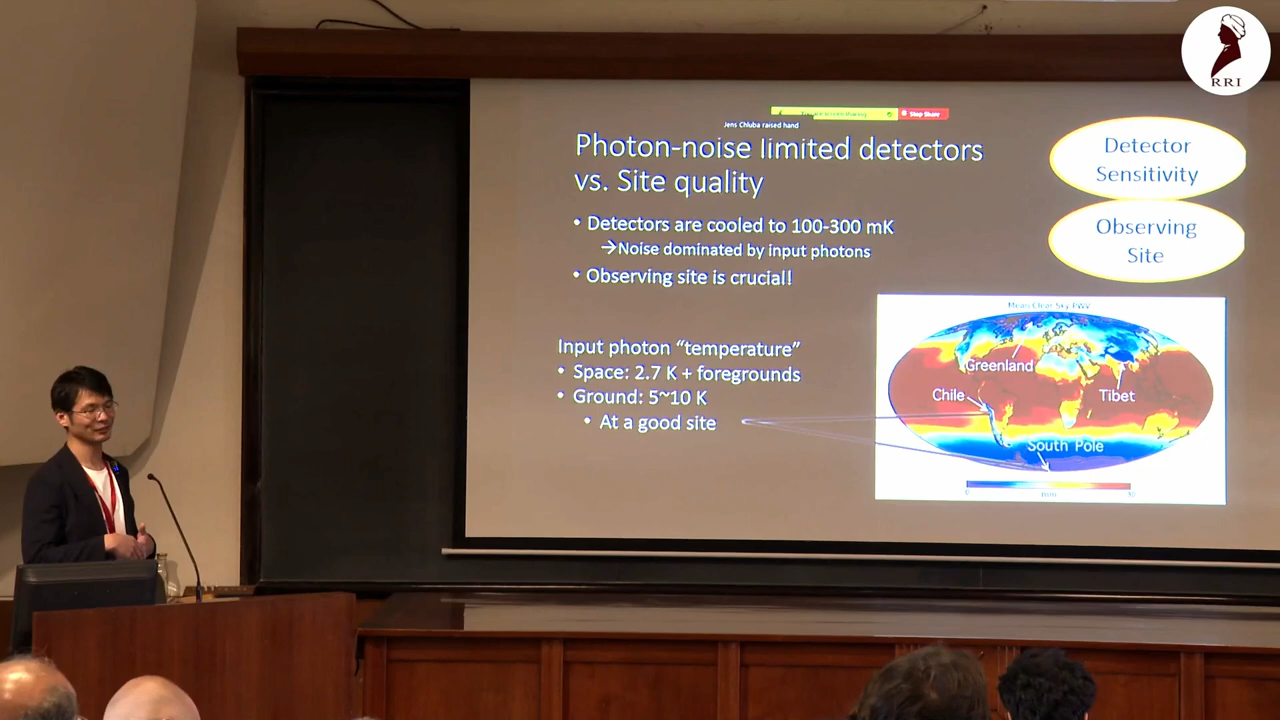 RRI
Stop Share
Jens Chluba raised hand
Photon-noise limited detectors
vs. Site quality
• Detectors are cooled to 100-300 mK
→Noise dominated by input photons
• Observing site is crucial!
Detector
Sensitivity
Observing
Site
Input photon “temperature”
• Space: 2.7 K + foregrounds
• Ground: 5~10 K
• At a good site
Mean Clear Sky PWV
Greenland
Chile
Tibet
South Pole
0
mm